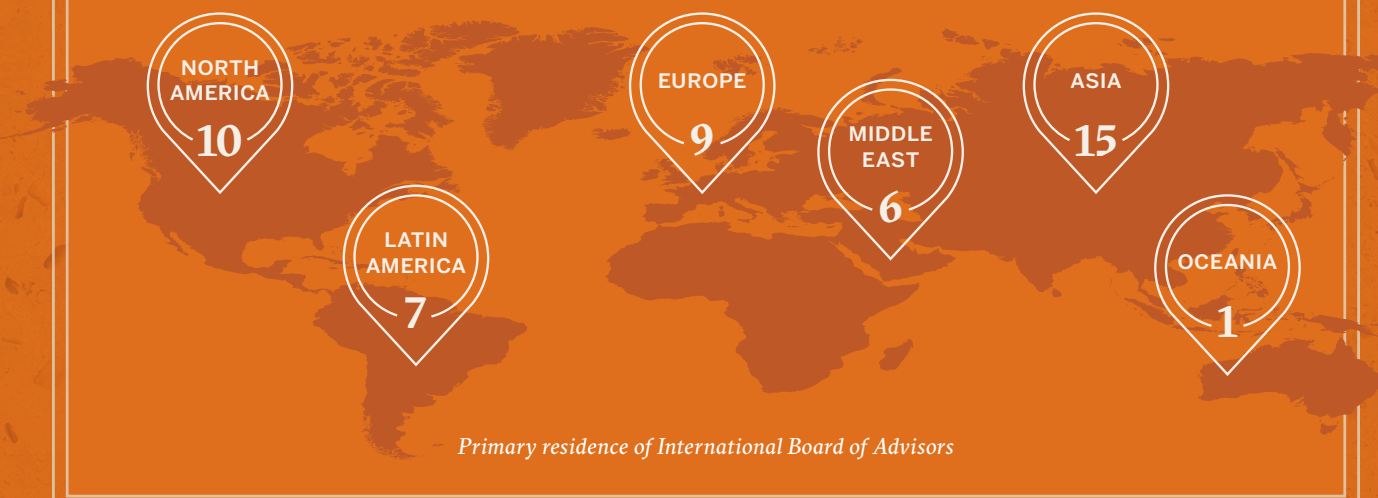 NORTH
AMERICA
10
EUROPE
9
MIDDLE
EAST
6
ASIA
15
LATIN
AMERICA
7
OCEANIA
1
Primary residence of International Board of Advisors